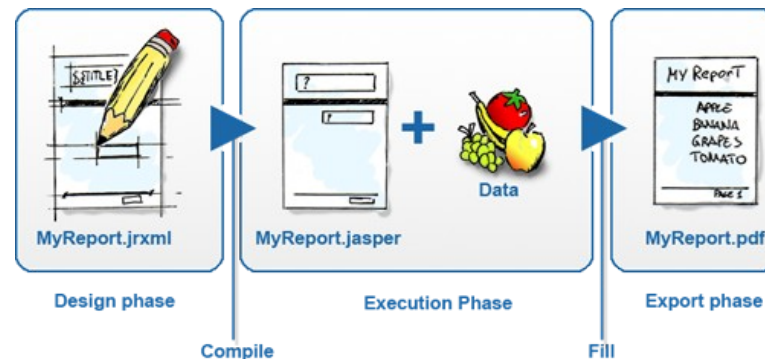 ${TITLE}
?
?
MyReport.jrxml
MyReport.jasper
Data
MY REPORT
APPLE
BANANA
GRAPES
TOMATO
PAGE 1
MyReport.pdf
Design phase
Execution Phase
Export phase
Compile
Fill